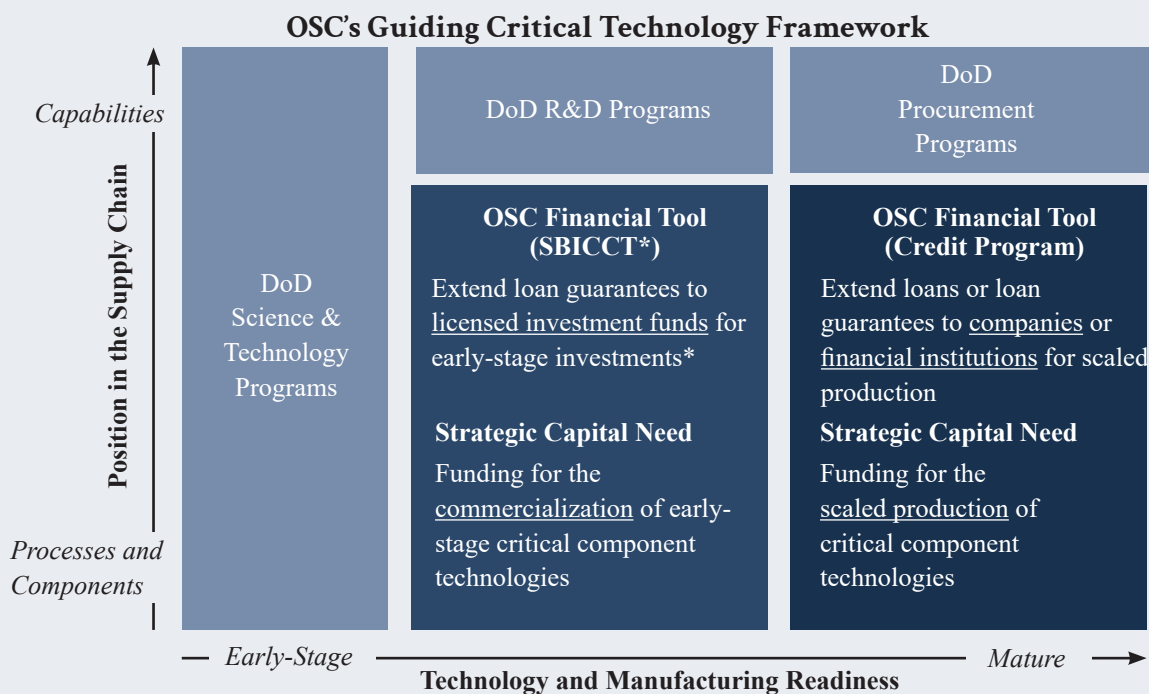 OSC's Guiding Critical Technology Framework
Capabilities
Position in the Supply Chain
Processes and
Components
DoD
Science &
Technology
Programs
DoD R&D Programs
DoD
Procurement
Programs
OSC Financial Tool
(SBICCT*)
Extend loan guarantees to
licensed investment funds for
early-stage investments*
Strategic Capital Need
Funding for the
commercialization of early-
stage critical component
technologies
OSC Financial Tool
(Credit Program)
Extend loans or loan
guarantees to companies or
financial institutions for scaled
production
Strategic Capital Need
Funding for the
scaled production of
critical component
technologies
Early-Stage
Mature
Technology and Manufacturing Readiness